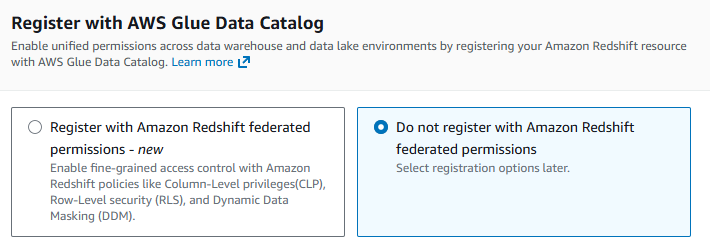 Register with AWS Glue Data Catalog
Enable unified permissions across data warehouse and data lake environments by registering your Amazon Redshift resource
with AWS Glue Data Catalog. Learn more
Register with Amazon Redshift federated
permissions - new
Enable fine-grained access control with Amazon
Redshift policies like Column-Level privileges(CLP),
Row-Level security (RLS), and Dynamic Data
Masking (DDM).
Do not register with Amazon Redshift
federated permissions
Select registration options later.